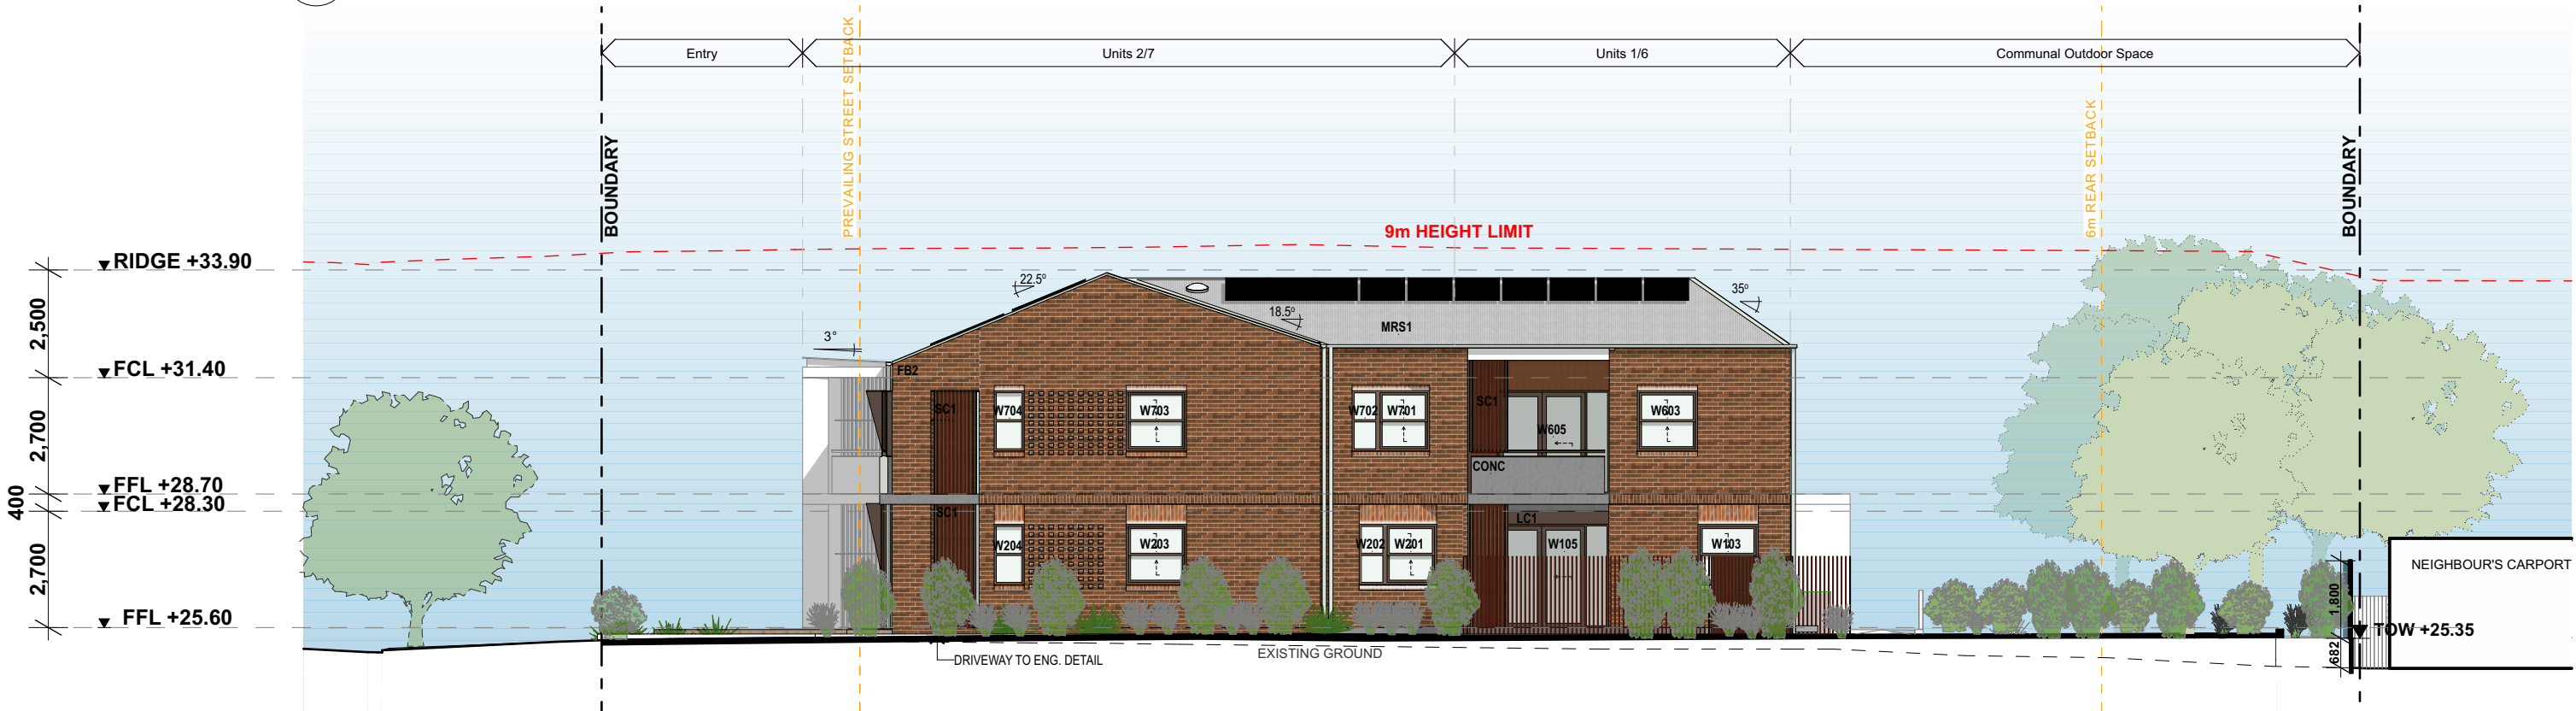 Entry
Units 2/7
Units 1/6
Communal Outdoor Space
PREVAILING STREET SETBACK
BOUNDARY
6m REAR SETBACK
BOUNDARY
9m HEIGHT LIMIT
RIDGE +33.90
2,500
22.5°
18.5°
35°
MRS1
3°
FCL +31.40
FB2
2,700
SC1
W704
W703
W702
W701
SC1
W605
W603
CONC
FFL +28.70
400
FCL +28.30
SC1
LC1
W204
W203
W202
W201
W105
W103
2,700
NEIGHBOUR'S CARPORT
1,800
FFL +25.60
TOW +25.35
682
EXISTING GROUND
DRIVEWAY TO ENG. DETAIL